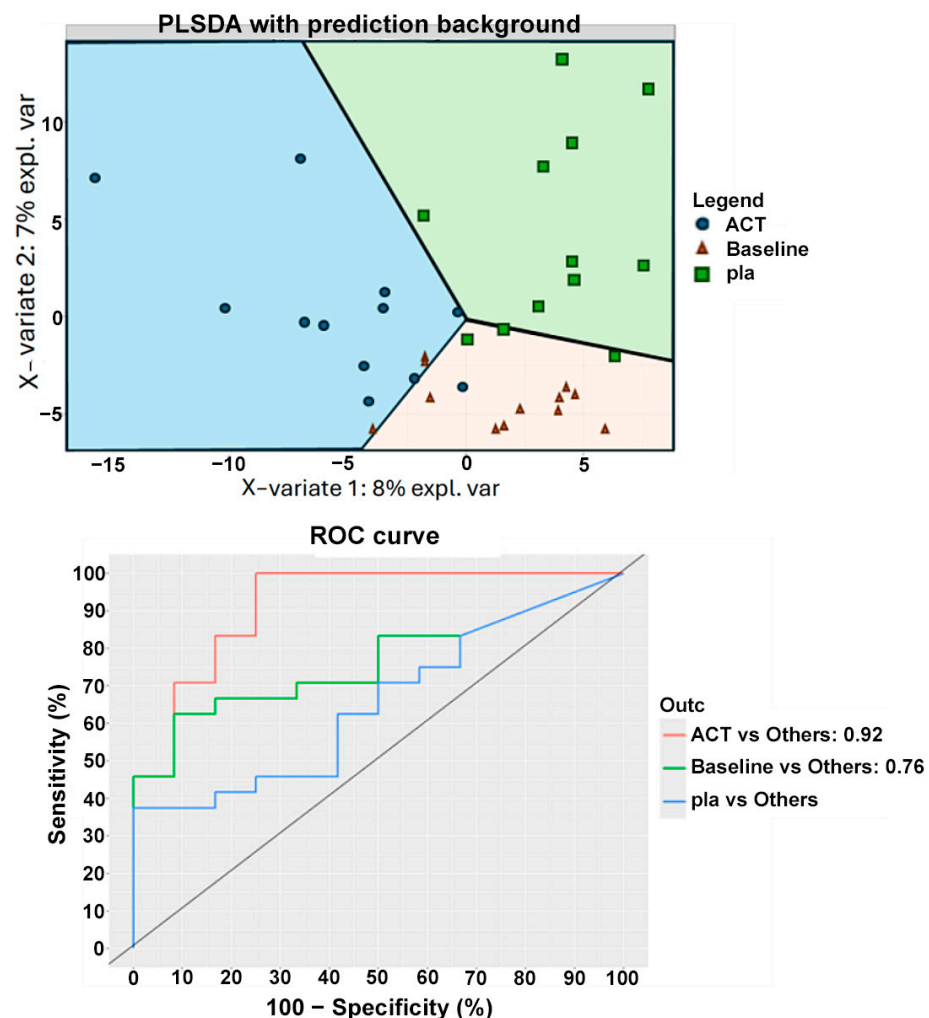 PLSDA with prediction background
X-variate 2: 7% expl. var
10
5
0
−5
−15
−10
−5
0
5
X−variate 1: 8% expl. var
Legend
ACT
Baseline
pla
ROC curve
Sensitivity (%)
100
90
80
70
60
50
40
30
20
10
0
0 10 20 30 40 50 60 70 80 90 100
100 − Specificity (%)
Outc
ACT vs Others: 0.92
Baseline vs Others: 0.76
pla vs Others